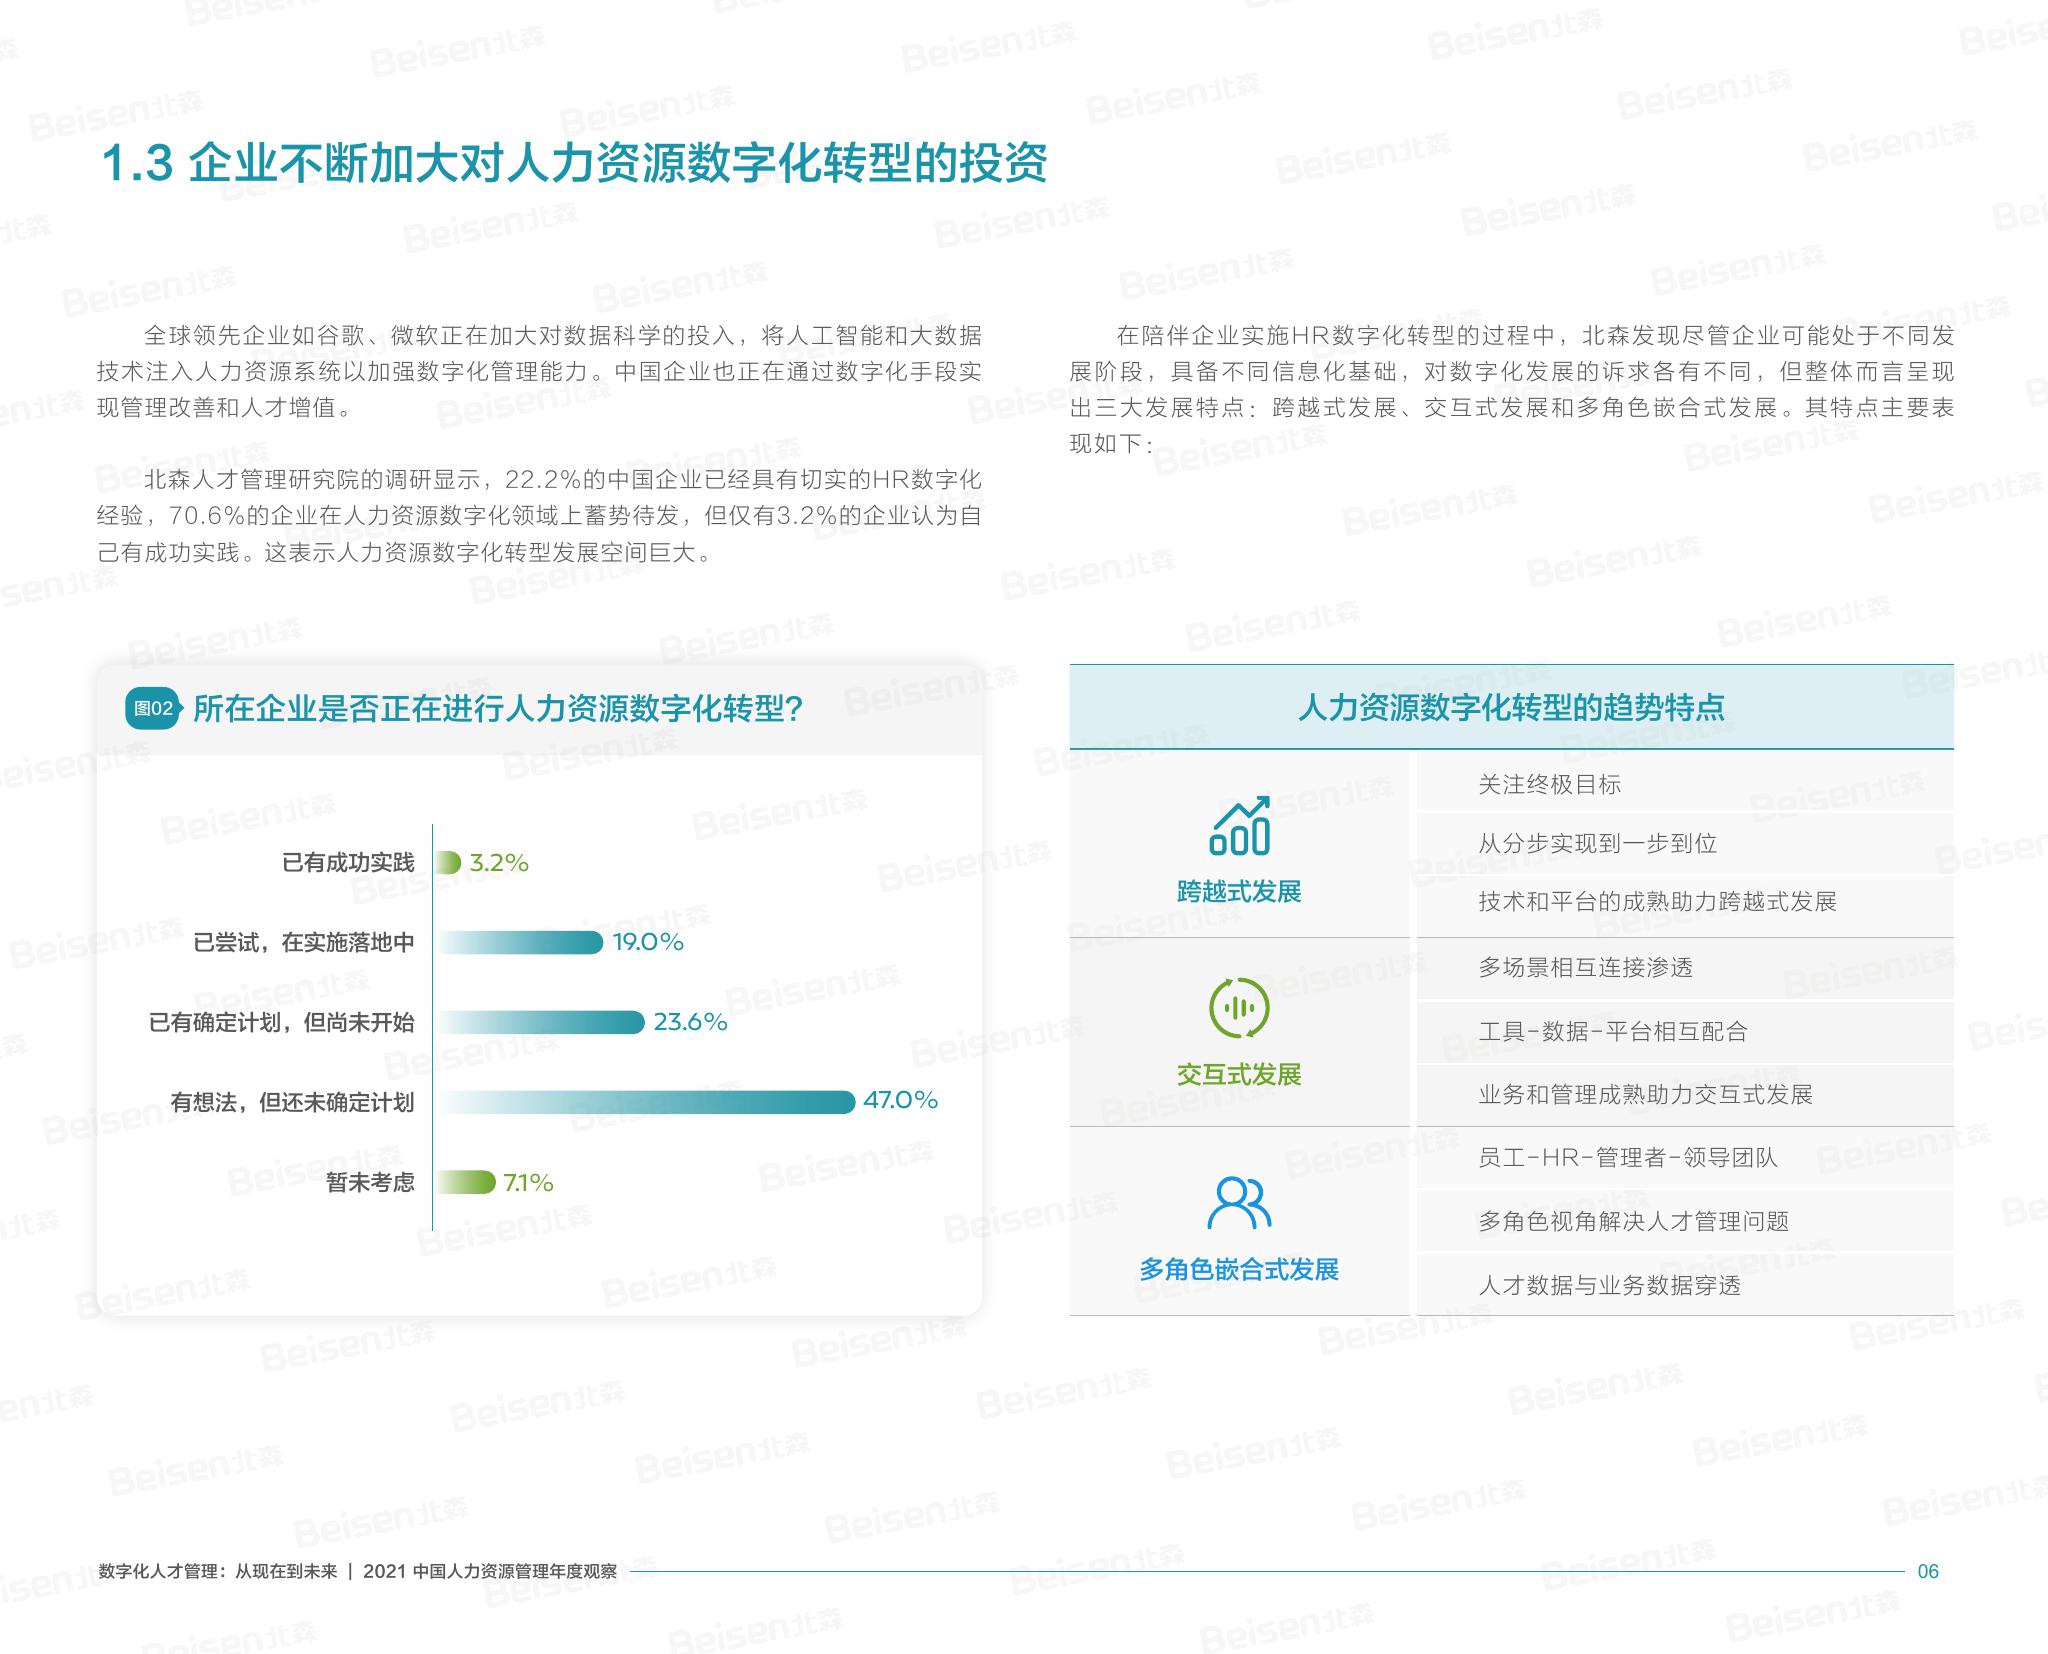 1.3 企业不断加大对人力资源数字化转型的投资
全球领先企业如谷歌、微软正在加大对数据科学的投入，将人工智能和大数据
技术注入人力资源系统以加强数字化管理能力。中国企业也正在通过数字化手段实
现管理改善和人才增值。
北森人才管理研究院的调研显示，22.2%的中国企业已经具有切实的HR数字化
经验，70.6%的企业在人力资源数字化领域上蓄势待发，但仅有3.2%的企业认为自
己有成功实践。这表示人力资源数字化转型发展空间巨大。
在陪伴企业实施HR数字化转型的过程中，北森发现尽管企业可能处于不同发
展阶段，具备不同信息化基础，对数字化发展的诉求各有不同，但整体而言呈现
出三大发展特点：跨越式发展、交互式发展和多角色嵌合式发展。其特点主要表
现如下：
图02 所在企业是否正在进行人力资源数字化转型?
已有成功实践 3.2%
已尝试，在实施落地中 19.0%
已有确定计划，但尚未开始 23.6%
有想法，但还未确定计划 47.0%
暂未考虑 7.1%
人力资源数字化转型的趋势特点
跨越式发展
关注终极目标
从分步实现到一步到位
技术和平台的成熟助力跨越式发展
交互式发展
多场景相互连接渗透
工具-数据-平台相互配合
业务和管理成熟助力交互式发展
多角色嵌合式发展
员工-HR-管理者-领导团队
多角色视角解决人才管理问题
人才数据与业务数据穿透
数字化人才管理：从现在到未来 | 2021 中国人力资源管理年度观察 06
Beisen北森